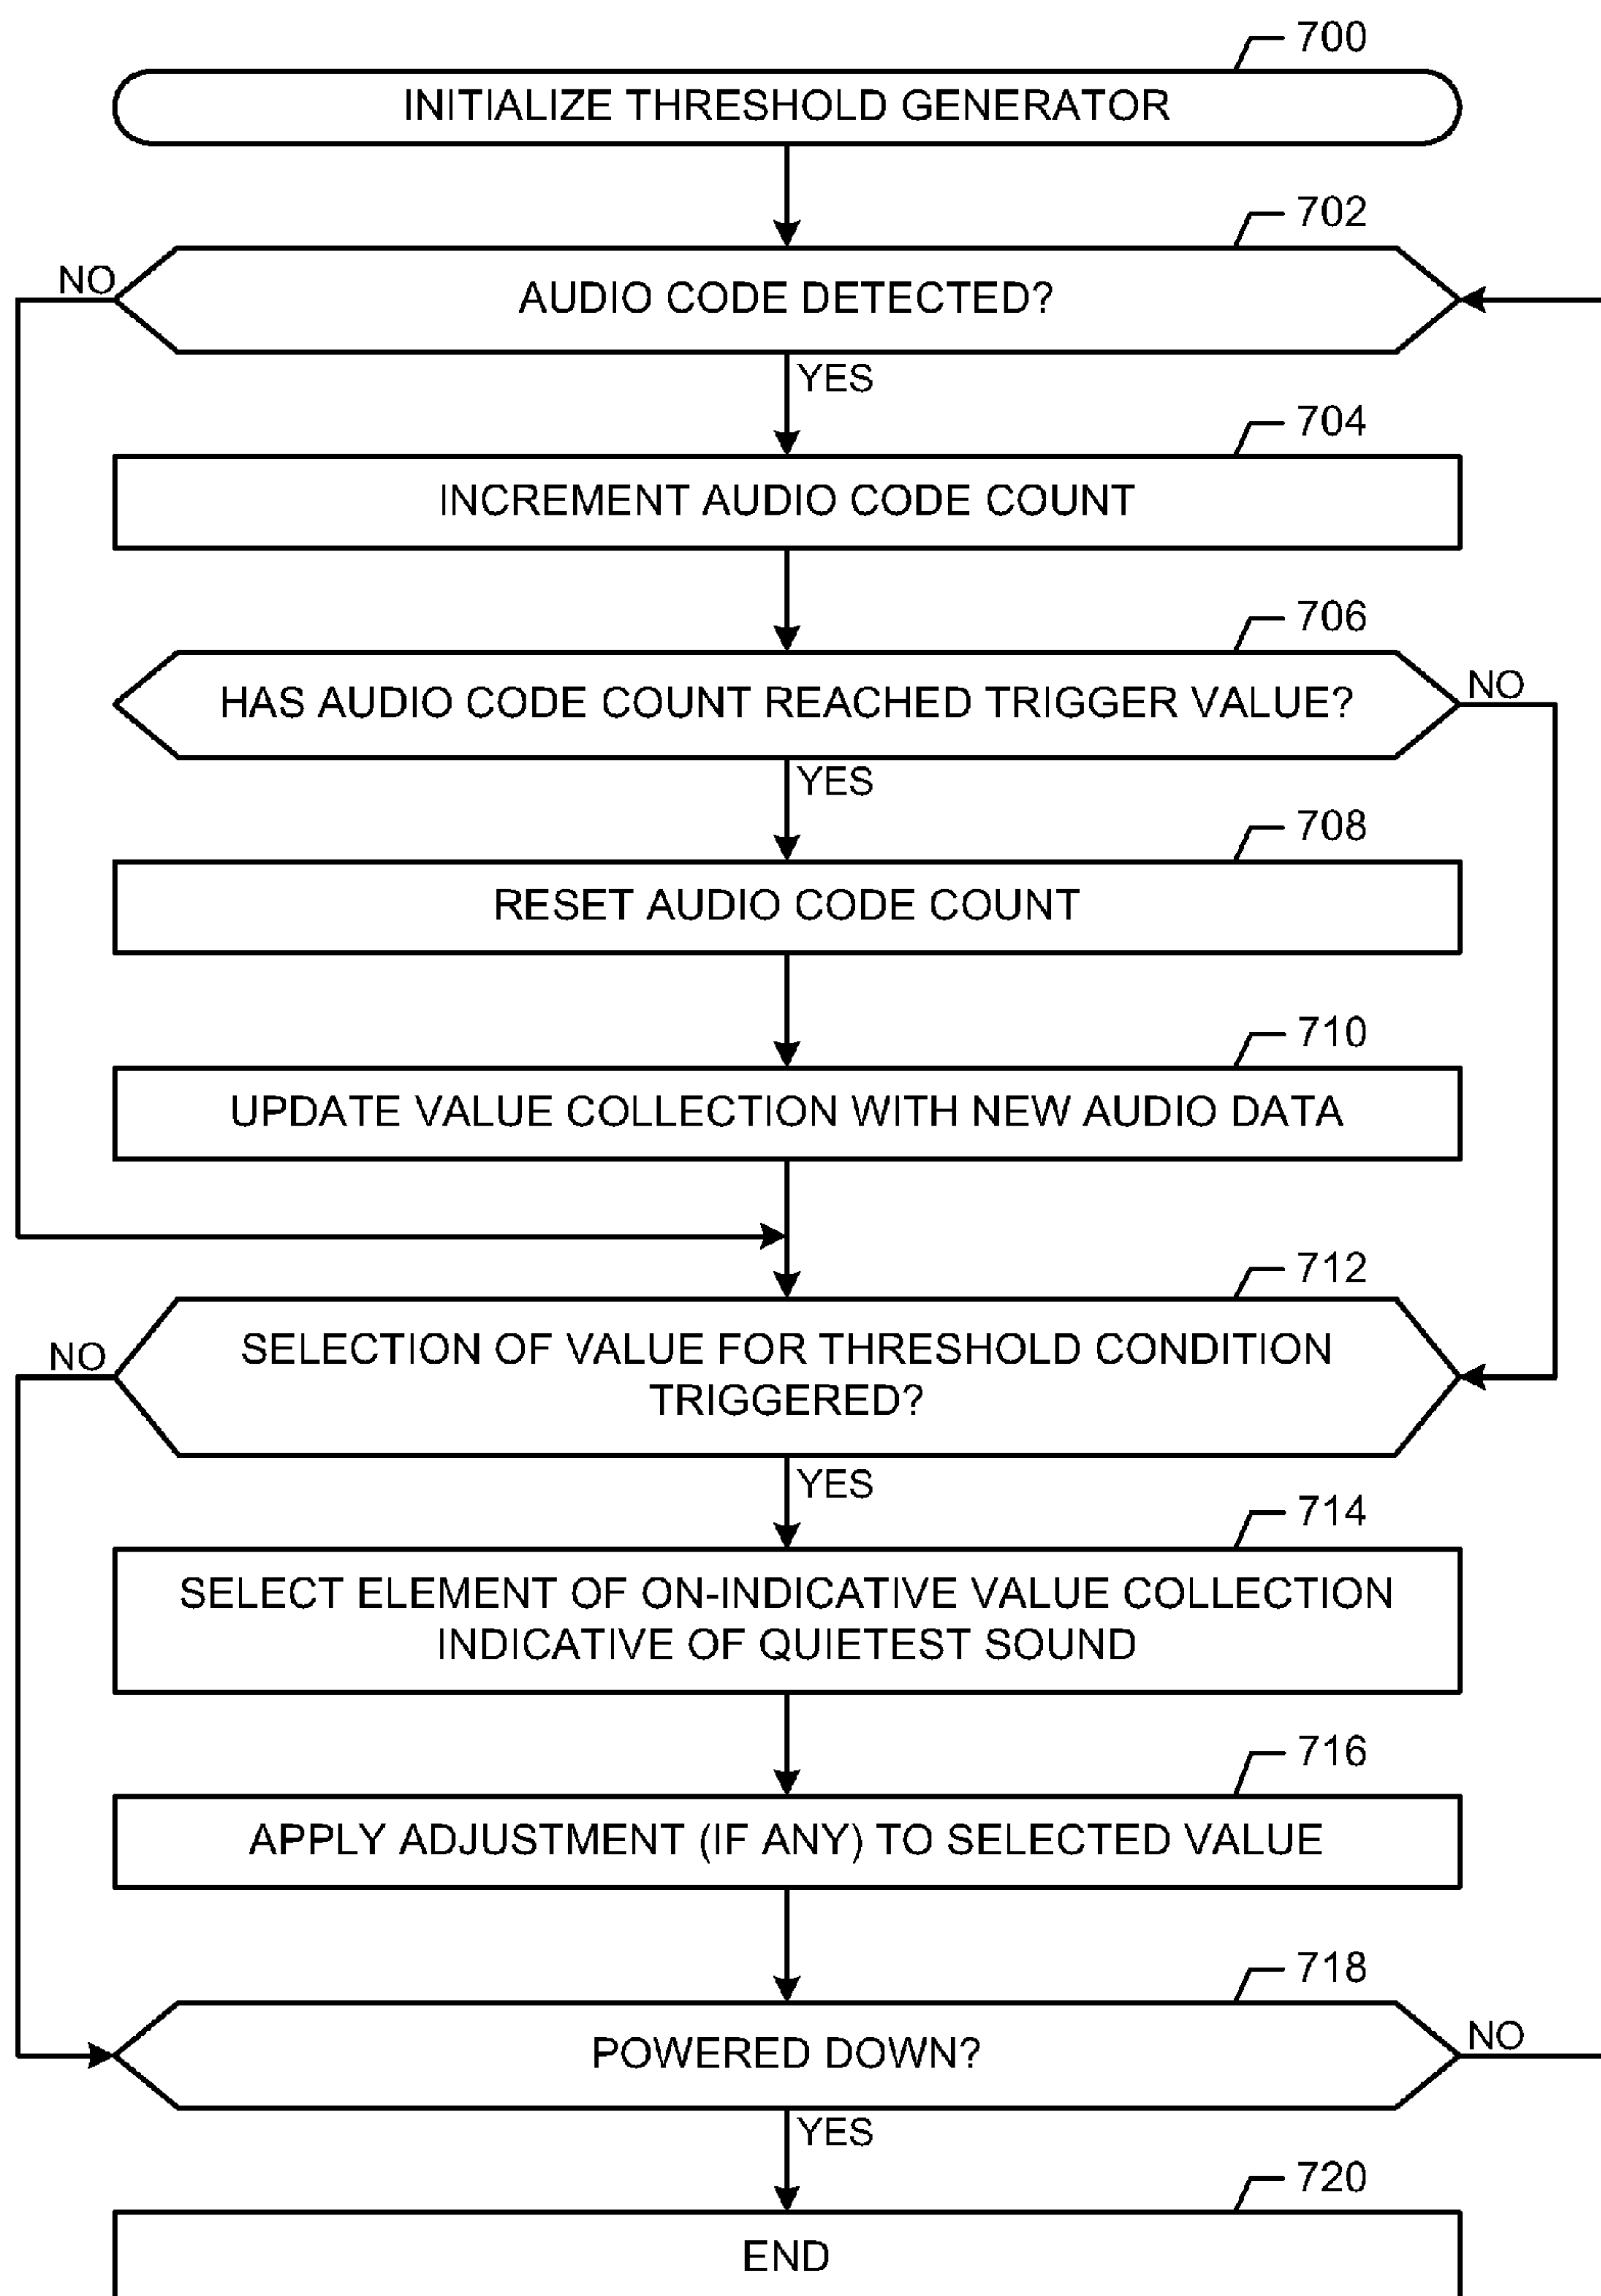 700
INITIALIZE THRESHOLD GENERATOR
702
NO
AUDIO CODE DETECTED?
YES
704
INCREMENT AUDIO CODE COUNT
706
HAS AUDIO CODE COUNT REACHED TRIGGER VALUE?
NO
YES
708
RESET AUDIO CODE COUNT
710
UPDATE VALUE COLLECTION WITH NEW AUDIO DATA
712
NO
SELECTION OF VALUE FOR THRESHOLD CONDITION
TRIGGERED?
YES
714
SELECT ELEMENT OF ON-INDICATIVE VALUE COLLECTION
INDICATIVE OF QUIETEST SOUND
716
APPLY ADJUSTMENT (IF ANY) TO SELECTED VALUE
718
POWERED DOWN?
NO
YES
720
END